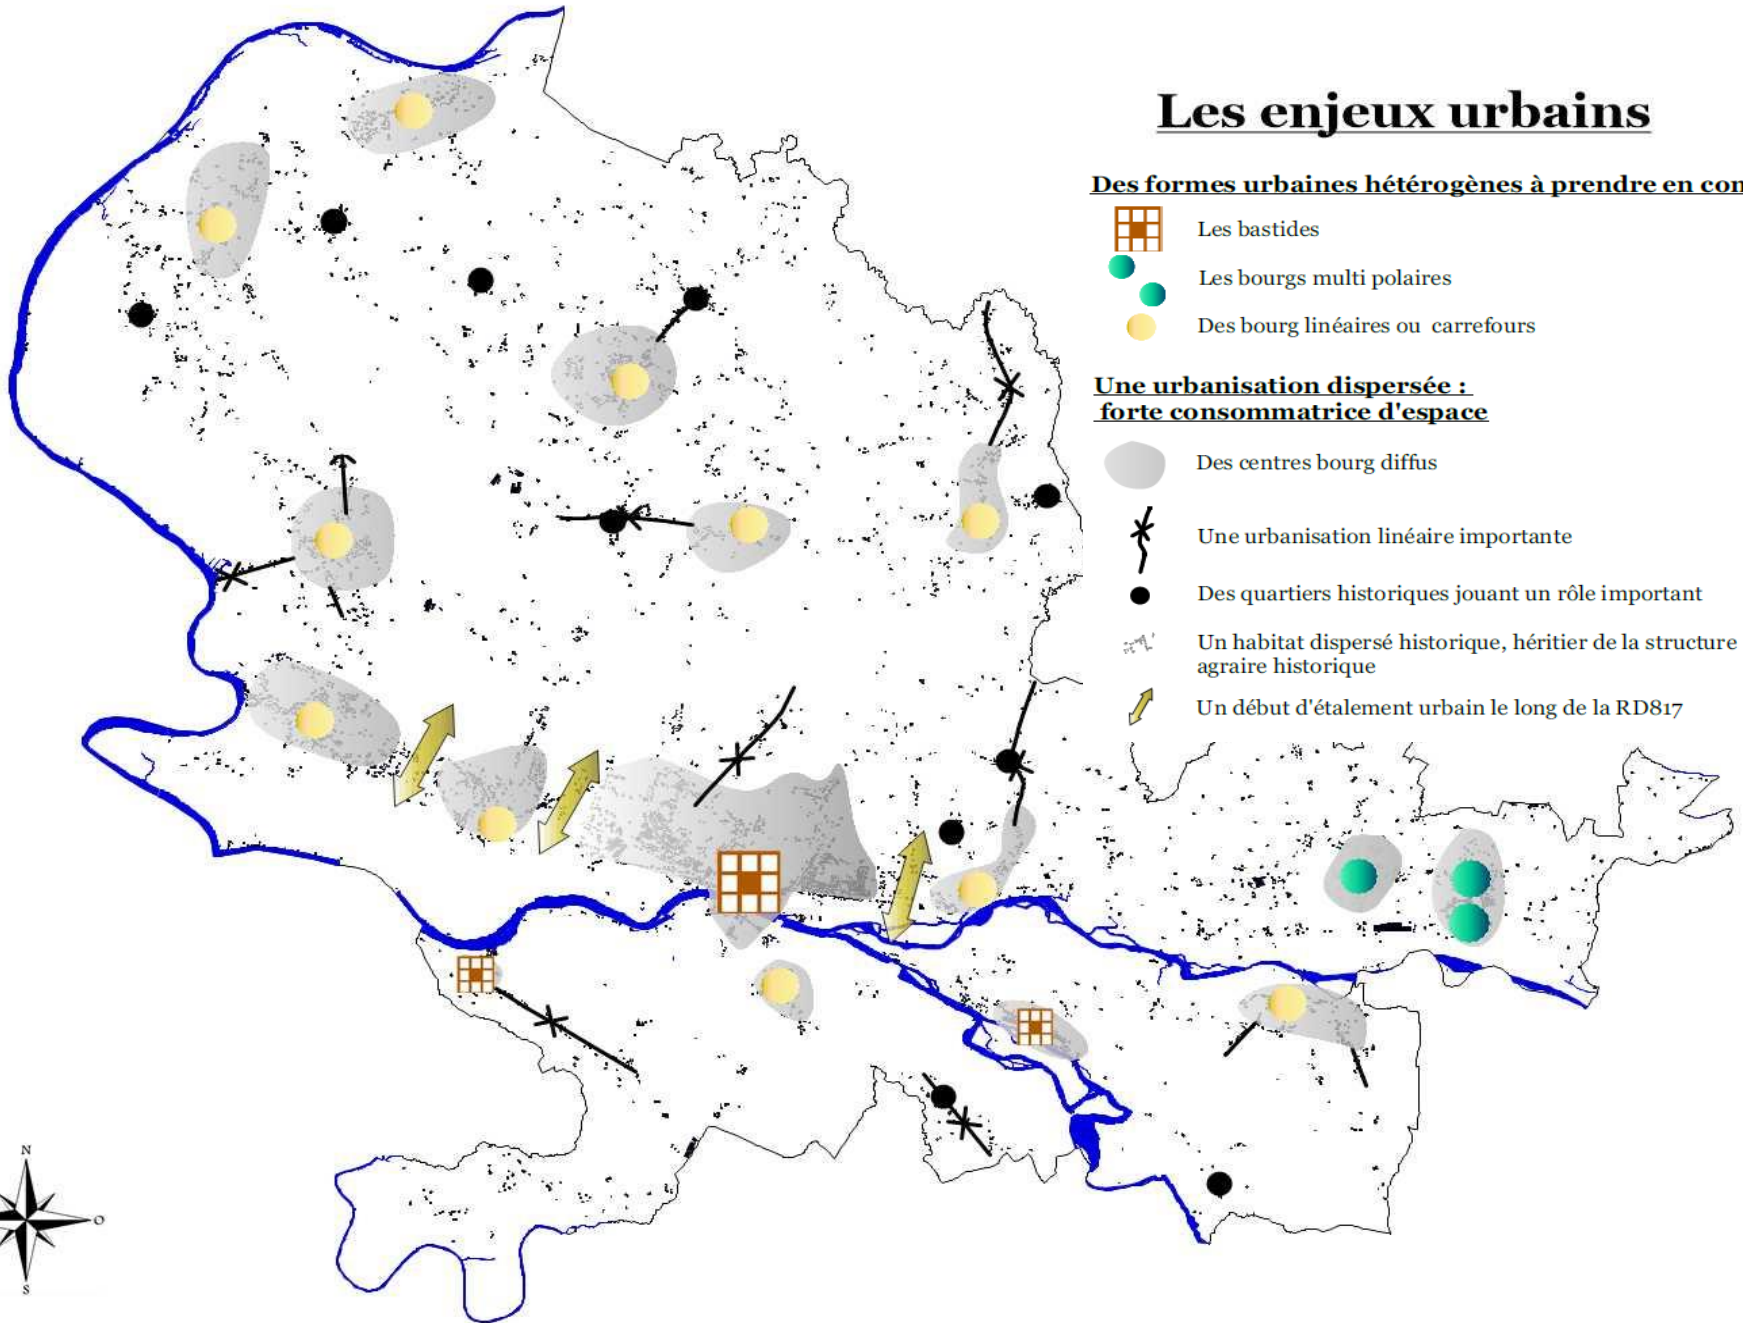 Les enjeux urbains
Des formes urbaines hétérogènes à prendre en con
Les bastides
Les bourgs multi polaires
Des bourg linéaires ou carrefours
Une urbanisation dispersée :
forte consommatrice d'espace
Des centres bourg diffus
Une urbanisation linéaire importante
Des quartiers historiques jouant un rôle important
Un habitat dispersé historique, héritier de la structure
agraire historique
Un début d'étalement urbain le long de la RD817
N
O
S